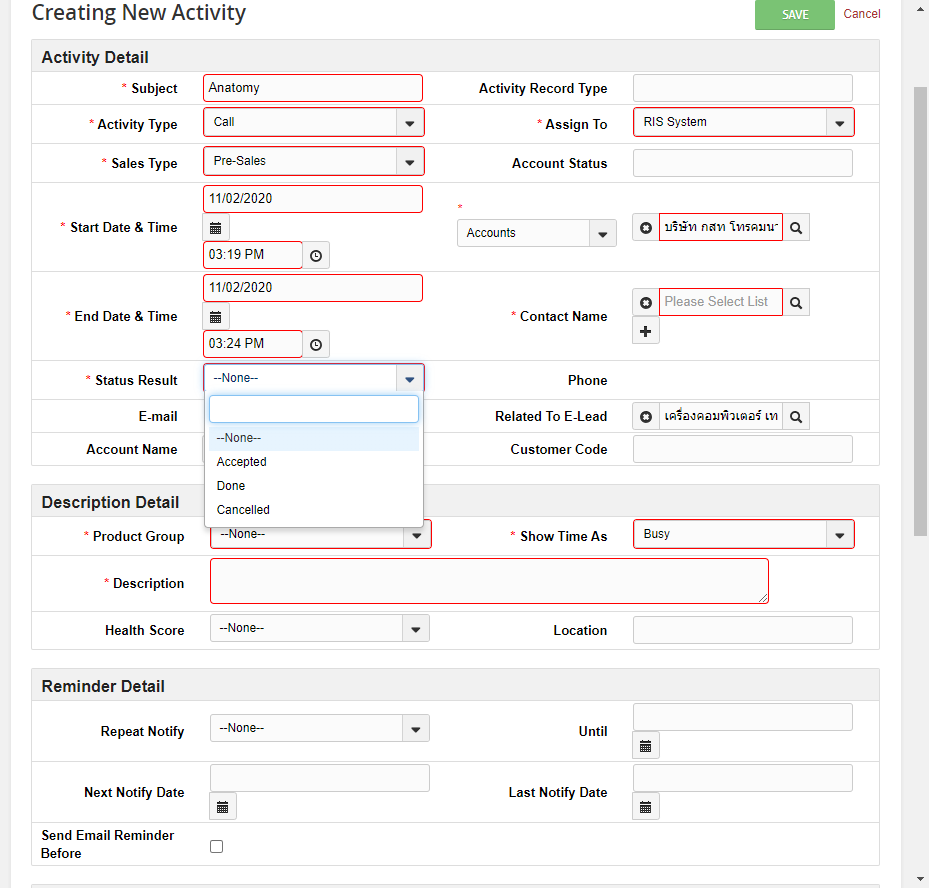 Creating New Activity
SAVE
Cancel
Activity Detail
* Subject
Anatomy
Activity Record Type
* Activity Type
Call
* Assign To
RIS System
* Sales Type
Pre-Sales
Account Status
* Start Date & Time
11/02/2020
03:19 PM
*
Accounts
บริษัท กสท โทรคมนา
* End Date & Time
11/02/2020
03:24 PM
* Contact Name
Please Select List
* Status Result
--None--
Phone
--None--
Accepted
Done
Cancelled
E-mail
Related To E-Lead
เครื่องคอมพิวเตอร์ เท
Account Name
Customer Code
Description Detail
* Product Group
--None--
* Show Time As
Busy
* Description
Health Score
--None--
Location
Reminder Detail
Repeat Notify
--None--
Until
Next Notify Date
Last Notify Date
Send Email Reminder
Before